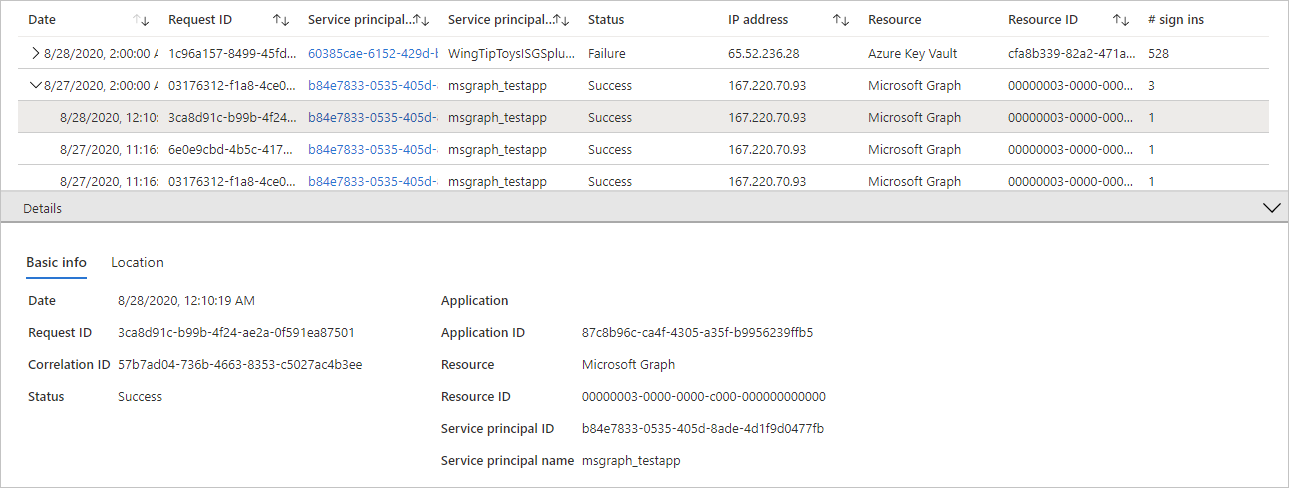 Date Request ID Service principal... Service principal... Status IP address Resource Resource ID # sign ins
8/28/2020, 2:00:00 A 1c96a157-8499-45fd... 60385cae-6152-429d-b WingTipToysISGSplu... Failure 65.52.236.28 Azure Key Vault cfa8b339-82a2-471a... 528
8/27/2020, 2:00:00 A 03176312-f1a8-4ce0... b84e7833-0535-405d- msgraph_testapp Success 167.220.70.93 Microsoft Graph 00000003-0000-000... 3
8/28/2020, 12:10: 3ca8d91c-b99b-4f24... b84e7833-0535-405d- msgraph_testapp Success 167.220.70.93 Microsoft Graph 00000003-0000-000... 1
8/27/2020, 11:16: 6e0e9cbd-4b5c-417... b84e7833-0535-405d- msgraph_testapp Success 167.220.70.93 Microsoft Graph 00000003-0000-000... 1
8/27/2020, 11:16: 03176312-f1a8-4ce0... b84e7833-0535-405d- msgraph_testapp Success 167.220.70.93 Microsoft Graph 00000003-0000-000... 1
Details
Basic info Location
Date 8/28/2020, 12:10:19 AM Application
Request ID 3ca8d91c-b99b-4f24-ae2a-0f591ea87501 Application ID 87c8b96c-ca4f-4305-a35f-b9956239ffb5
Correlation ID 57b7ad04-736b-4663-8353-c5027ac4b3ee Resource Microsoft Graph
Status Success Resource ID 00000003-0000-0000-c000-000000000000
Service principal ID b84e7833-0535-405d-8ade-4d1f9d0477fb
Service principal name msgraph_testapp